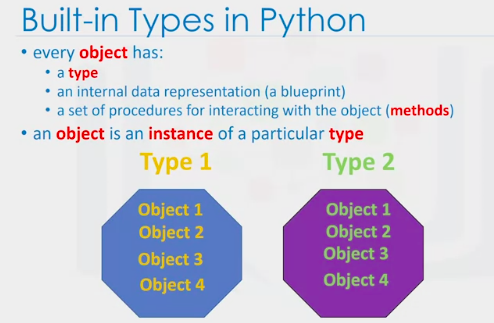 Built-in Types in Python
• every object has:
• a type
• an internal data representation (a blueprint)
• a set of procedures for interacting with the object (methods)
• an object is an instance of a particular type
Type 1
Object 1
Object 2
Object 3
Object 4
Type 2
Object 1
Object 2
Object 3
Object 4